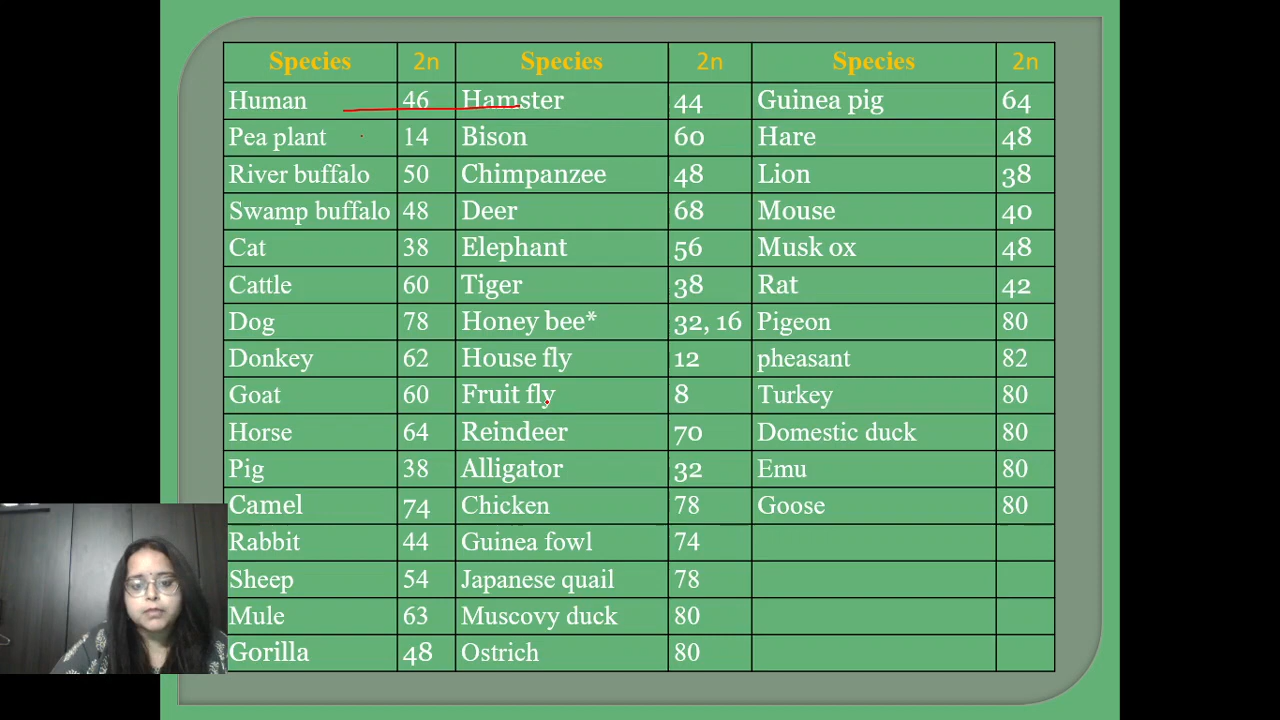 Species 2n Species 2n Species 2n
Human 46 Hamster 44 Guinea pig 64
Pea plant 14 Bison 60 Hare 48
River buffalo 50 Chimpanzee 48 Lion 38
Swamp buffalo 48 Deer 68 Mouse 40
Cat 38 Elephant 56 Musk ox 48
Cattle 60 Tiger 38 Rat 42
Dog 78 Honey bee* 32, 16 Pigeon 80
Donkey 62 House fly 12 pheasant 82
Goat 60 Fruit fly 8 Turkey 80
Horse 64 Reindeer 70 Domestic duck 80
Pig 38 Alligator 32 Emu 80
Camel 74 Chicken 78 Goose 80
Rabbit 44 Guinea fowl 74
Sheep 54 Japanese quail 78
Mule 63 Muscovy duck 80
Gorilla 48 Ostrich 80